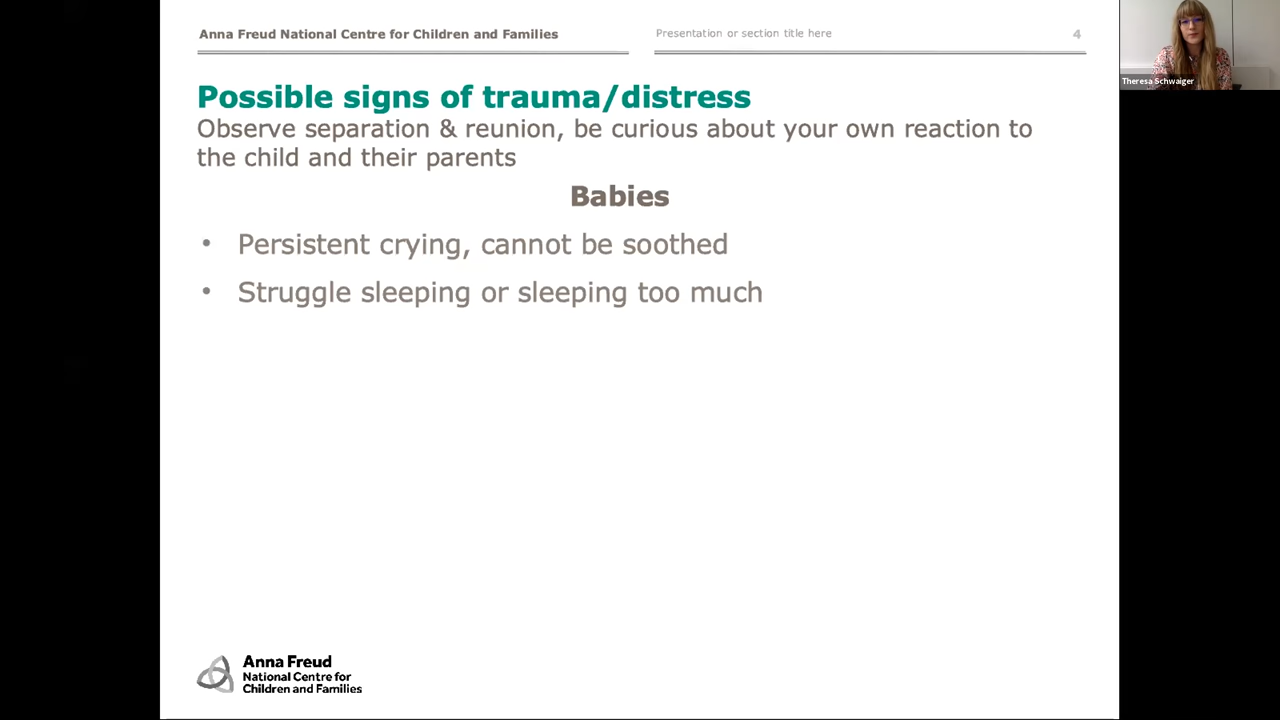 Anna Freud National Centre for Children and Families
Presentation or section title here
4
Theresa Schwaiger
Possible signs of trauma/distress
Observe separation & reunion, be curious about your own reaction to
the child and their parents
Babies
• Persistent crying, cannot be soothed
• Struggle sleeping or sleeping too much
Anna Freud
National Centre for
Children and Families